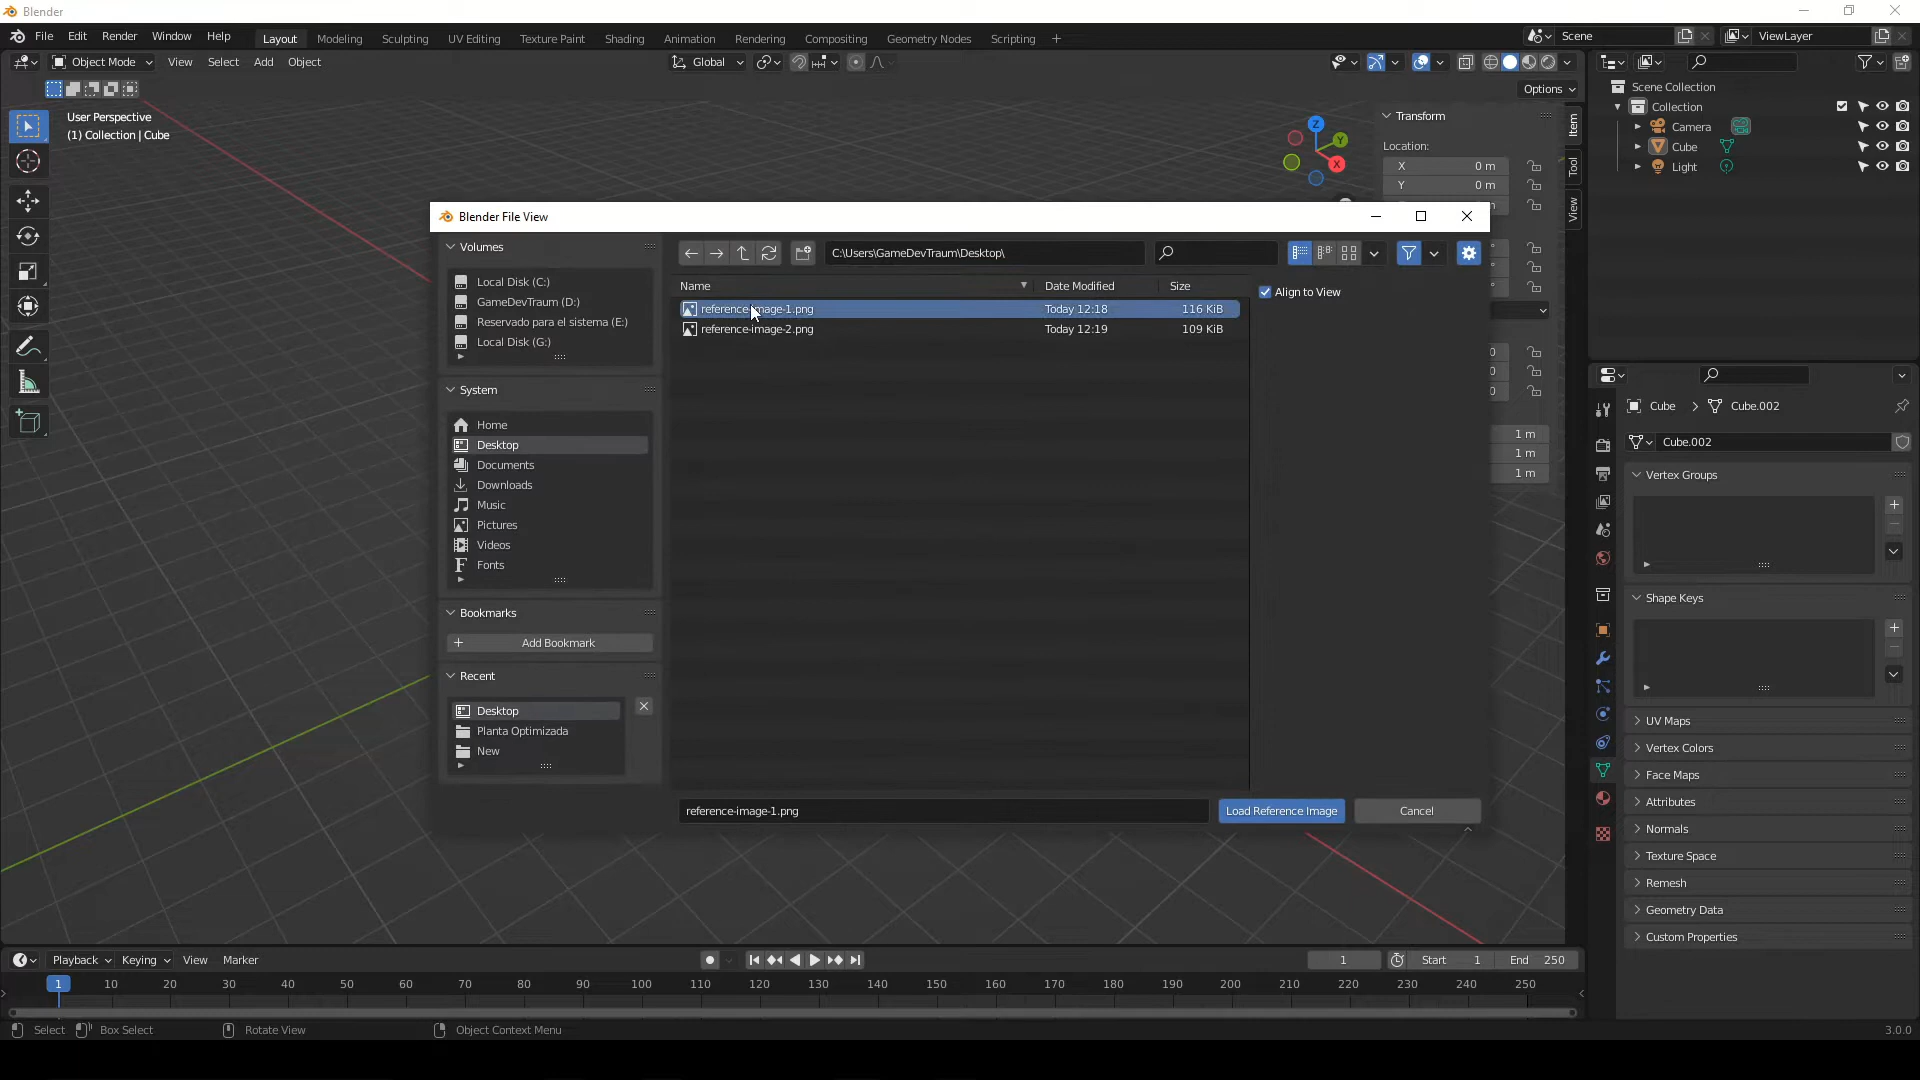 Blender
File Edit Render Window Help Layout Modeling Sculpting UV Editing Texture Paint Shading Animation Rendering Compositing Geometry Nodes Scripting + Scene ViewLayer
Object Mode View Select Add Object Global
Options
User Perspective
(1) Collection | Cube
Z
Y
X
Transform
Location:
X 0 m
Y 0 m
m
Item
Tool
View
Scene Collection
Collection
Camera
Cube
Light
Blender File View
Volumes
Local Disk (C:)
GameDevTraum (D:)
Reservado para el sistema (E:)
Local Disk (G:)
System
Home
Desktop
Documents
Downloads
Music
Pictures
Videos
Fonts
Bookmarks
Add Bookmark
Recent
Desktop
Planta Optimizada
New
C:\Users\GameDevTraum\Desktop\
Name Date Modified Size
reference-image-1.png Today 12:18 116 KiB
reference-image-2.png Today 12:19 109 KiB
Align to View
reference-image-1.png Load Reference Image Cancel
0
0
0
1 m
1 m
1 m
Cube Cube.002
Cube.002
Vertex Groups
Shape Keys
UV Maps
Vertex Colors
Face Maps
Attributes
Normals
Texture Space
Remesh
Geometry Data
Custom Properties
Playback Keying View Marker 1 Start 1 End 250
1 10 20 30 40 50 60 70 80 90 100 110 120 130 140 150 160 170 180 190 200 210 220 230 240 250
Select Box Select Rotate View Object Context Menu 3.0.0